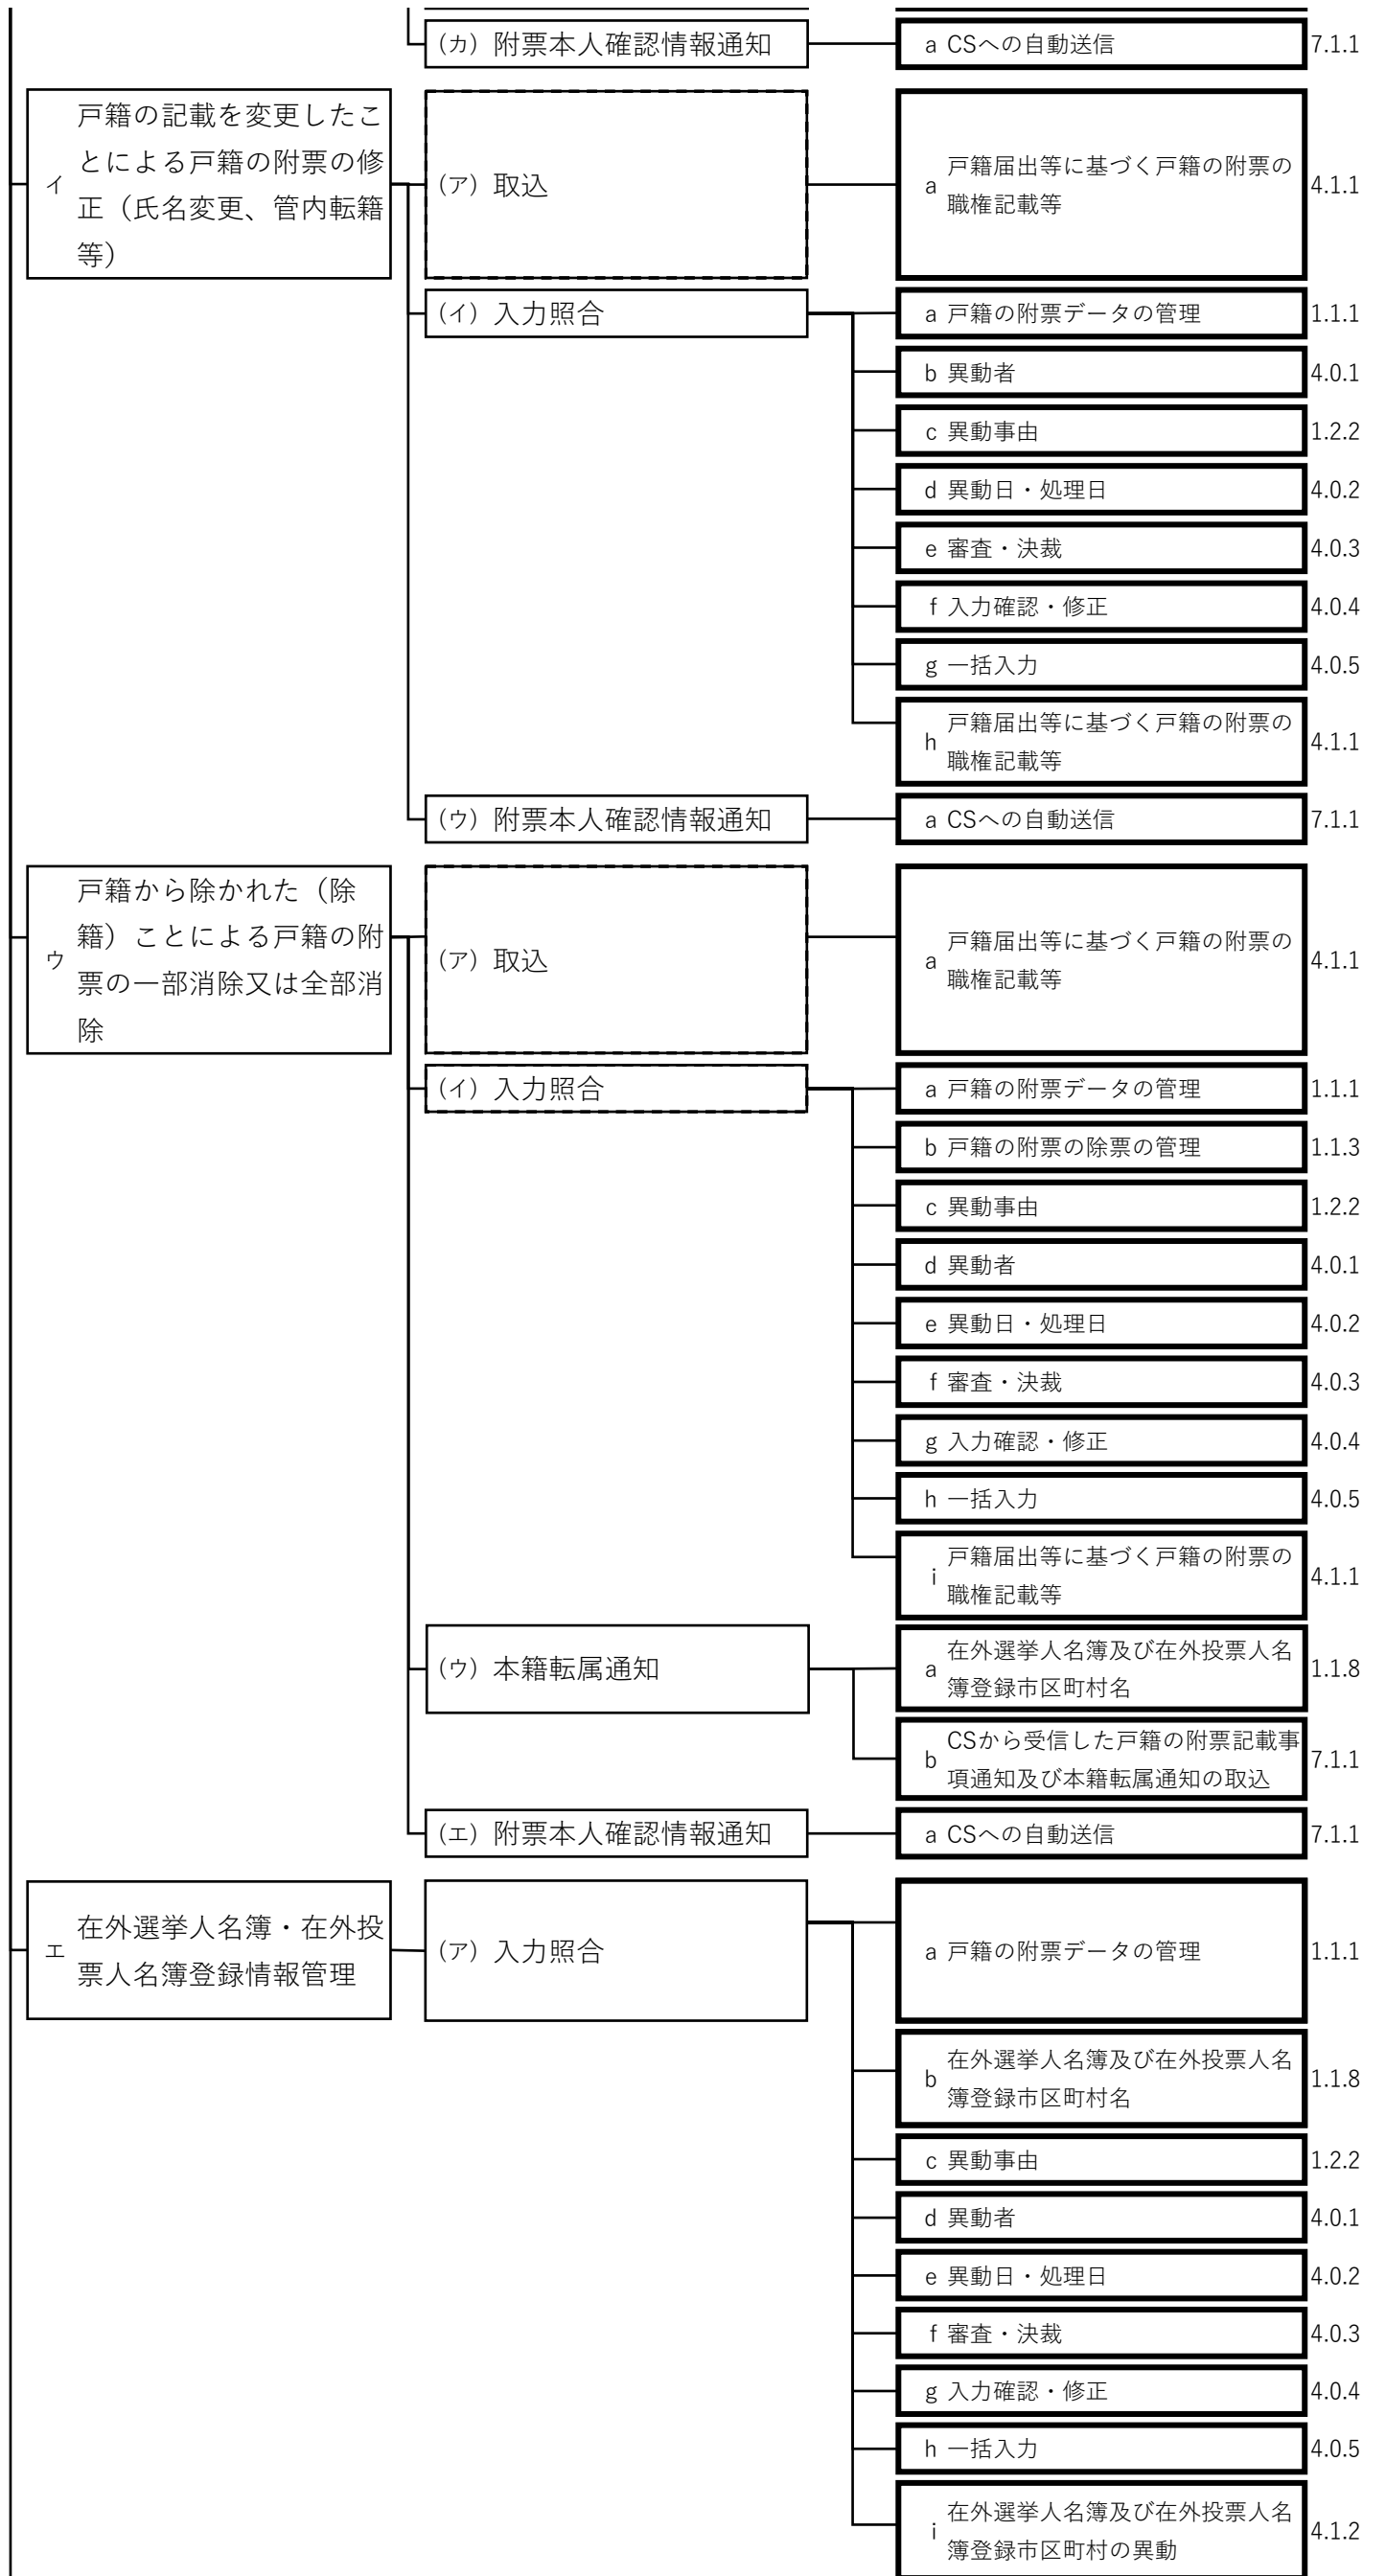 (カ) 附票本人確認情報通知
a CSへの自動送信
7.1.1
イ
戸籍の記載を変更したこ
とによる戸籍の附票の修
正（氏名変更、管内転籍
等）
(ア) 取込
a
戸籍届出等に基づく戸籍の附票の
職権記載等
4.1.1
(イ) 入力照合
a 戸籍の附票データの管理
1.1.1
b 異動者
4.0.1
c 異動事由
1.2.2
d 異動日・処理日
4.0.2
e 審査・決裁
4.0.3
f 入力確認・修正
4.0.4
g 一括入力
4.0.5
h
戸籍届出等に基づく戸籍の附票の
職権記載等
4.1.1
(ウ) 附票本人確認情報通知
a CSへの自動送信
7.1.1
ウ
戸籍から除かれた（除
籍）ことによる戸籍の附
票の一部消除又は全部消
除
(ア) 取込
a
戸籍届出等に基づく戸籍の附票の
職権記載等
4.1.1
(イ) 入力照合
a 戸籍の附票データの管理
1.1.1
b 戸籍の附票の除票の管理
1.1.3
c 異動事由
1.2.2
d 異動者
4.0.1
e 異動日・処理日
4.0.2
f 審査・決裁
4.0.3
g 入力確認・修正
4.0.4
h 一括入力
4.0.5
i
戸籍届出等に基づく戸籍の附票の
職権記載等
4.1.1
(ウ) 本籍転属通知
a
在外選挙人名簿及び在外投票人名
簿登録市区町村名
1.1.8
b
CSから受信した戸籍の附票記載事
項通知及び本籍転属通知の取込
7.1.1
(エ) 附票本人確認情報通知
a CSへの自動送信
7.1.1
エ
在外選挙人名簿・在外投
票人名簿登録情報管理
(ア) 入力照合
a 戸籍の附票データの管理
1.1.1
b
在外選挙人名簿及び在外投票人名
簿登録市区町村名
1.1.8
c 異動事由
1.2.2
d 異動者
4.0.1
e 異動日・処理日
4.0.2
f 審査・決裁
4.0.3
g 入力確認・修正
4.0.4
h 一括入力
4.0.5
i
在外選挙人名簿及び在外投票人名
簿登録市区町村の異動
4.1.2